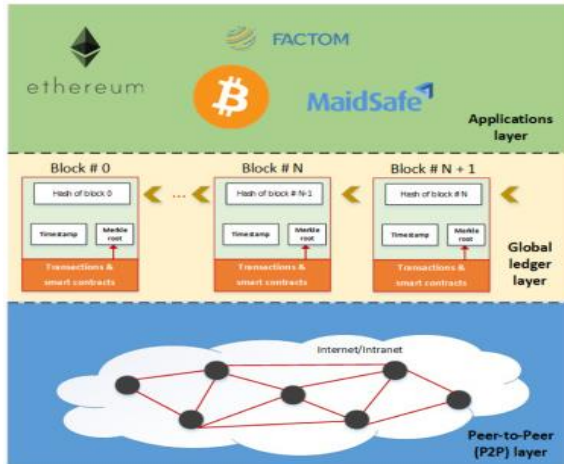 ethereum
FACTOM
MaidSafe
Applications
layer
Block # 0
Block # N
Block # N + 1
Hash of block 0
...
Hash of block # N-1
Hash of block # N
Timestamp
Merkle
root
Timestamp
Merkle
root
Timestamp
Merkle
root
Global
ledger
layer
Transactions &
smart contracts
Transactions &
smart contracts
Transactions &
smart contracts
Internet/Intranet
Peer-to-Peer
(P2P) layer